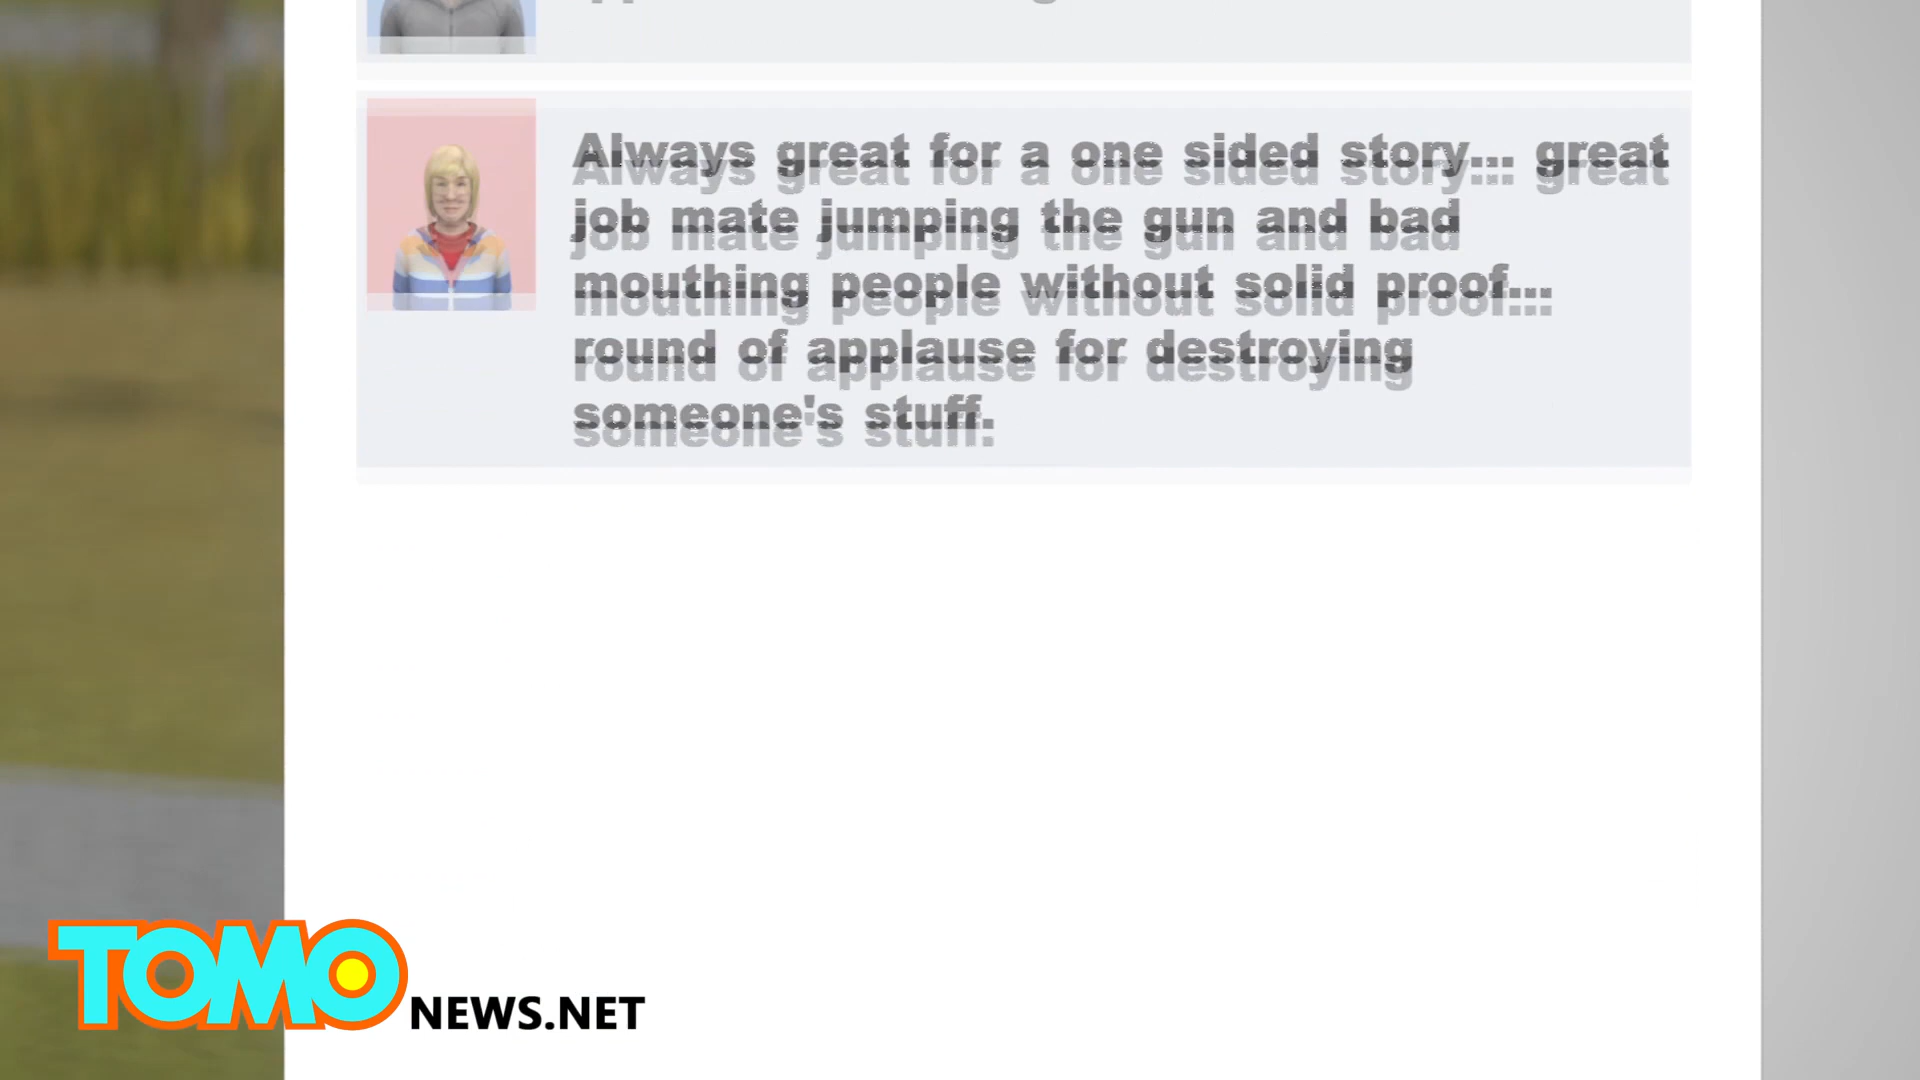 Always great for a one sided story... great
job mate jumping the gun and bad
mouthing people without solid proof...
round of applause for destroying
someone's stuff.
TOMO
NEWS.NET